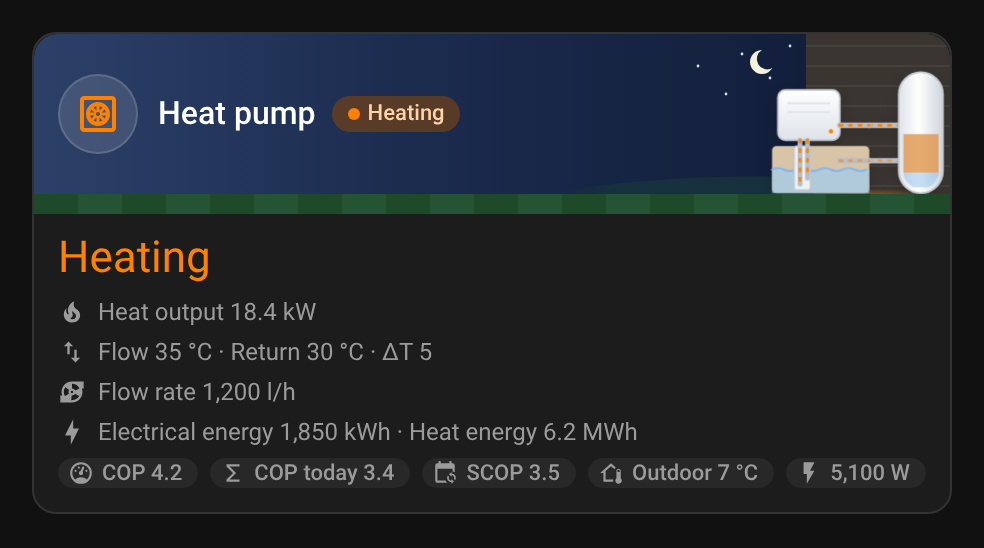 Heat pump
Heating
Heating
Heat output 18.4 kW
Flow 35 °C · Return 30 °C · ΔT 5
Flow rate 1,200 l/h
Electrical energy 1,850 kWh · Heat energy 6.2 MWh
COP 4.2 COP today 3.4 SCOP 3.5 Outdoor 7 °C 5,100 W